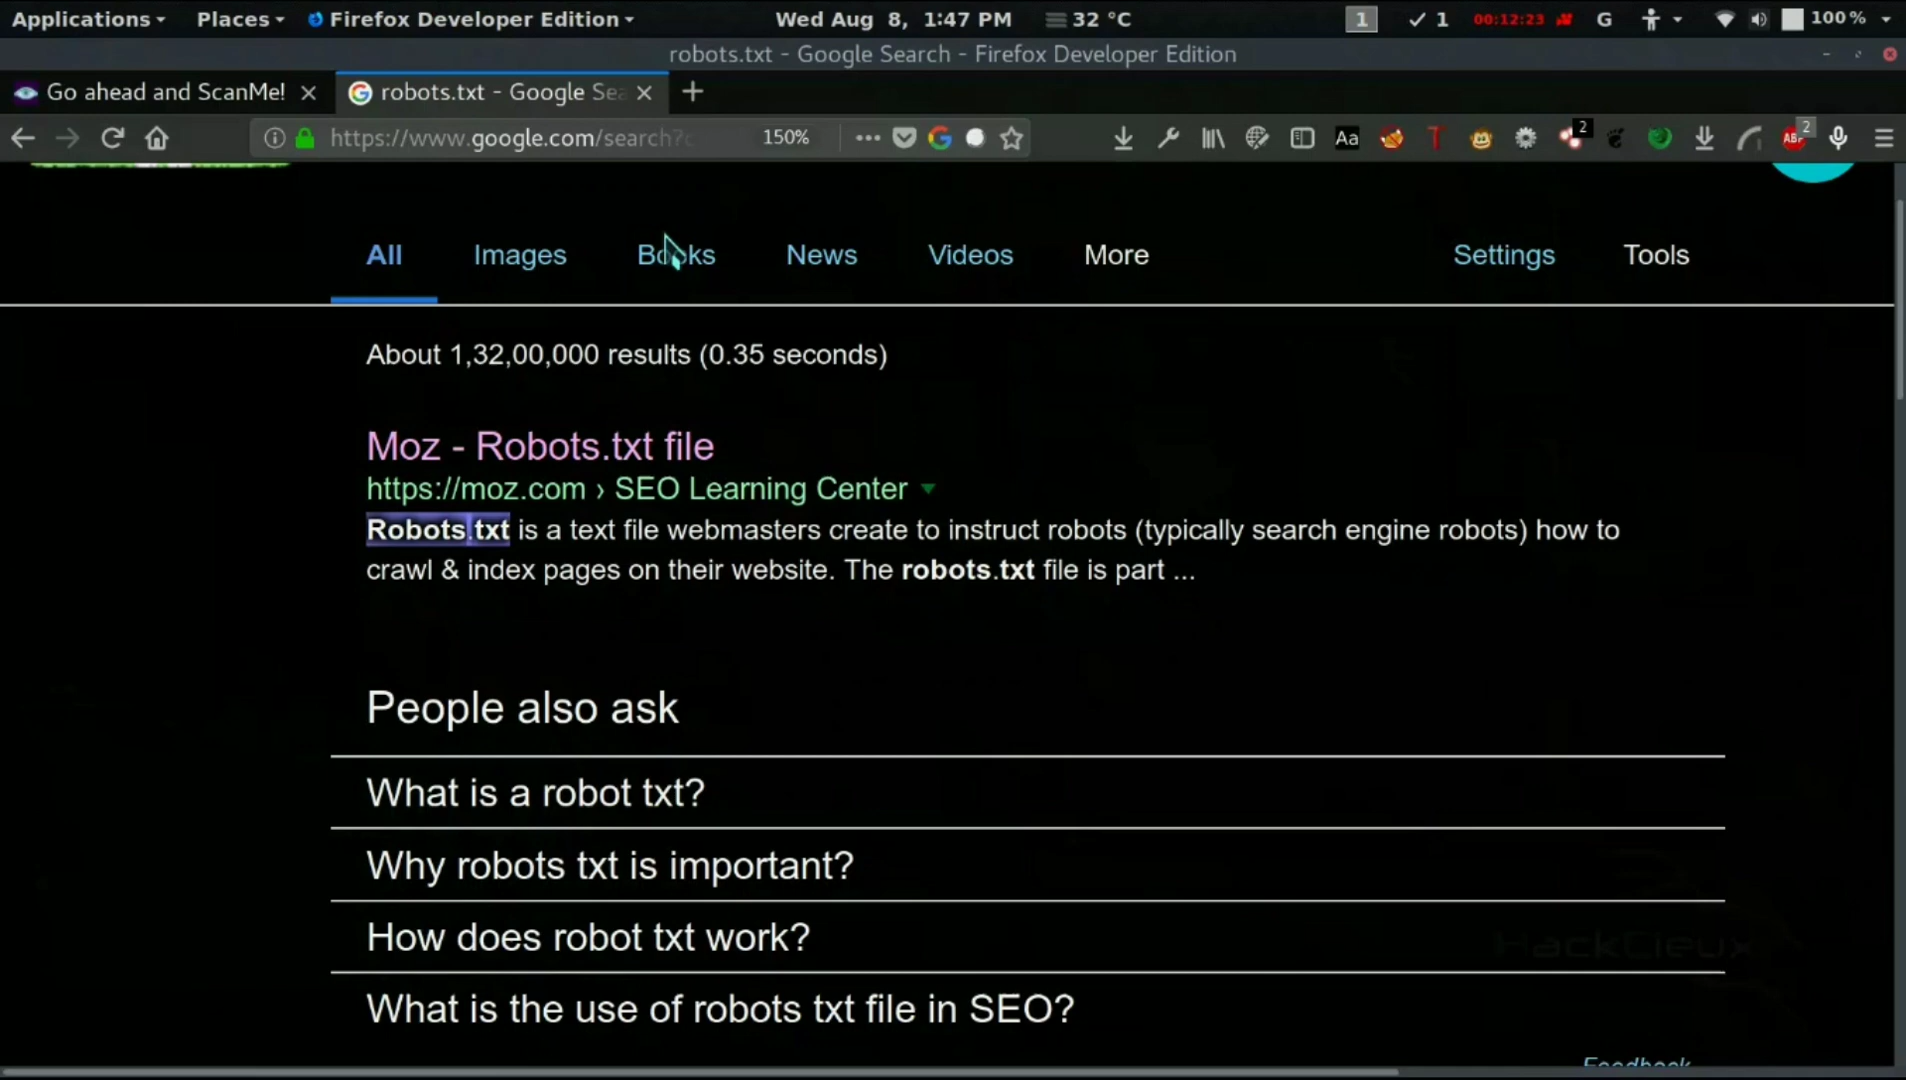 Applications Places Firefox Developer Edition Wed Aug 8, 1:47 PM 32 °C 1 1 00:12:23 G 100 %
robots.txt - Google Search - Firefox Developer Edition
Go ahead and ScanMe! robots.txt - Google Sea
https://www.google.com/search? 150% Aa T 2 ABP 2
All Images Books News Videos More Settings Tools
About 1,32,00,000 results (0.35 seconds)
Moz - Robots.txt file
https://moz.com › SEO Learning Center
Robots.txt is a text file webmasters create to instruct robots (typically search engine robots) how to
crawl & index pages on their website. The robots.txt file is part ...
People also ask
What is a robot txt?
Why robots txt is important?
How does robot txt work?
HackCieux
What is the use of robots txt file in SEO?
Feedback